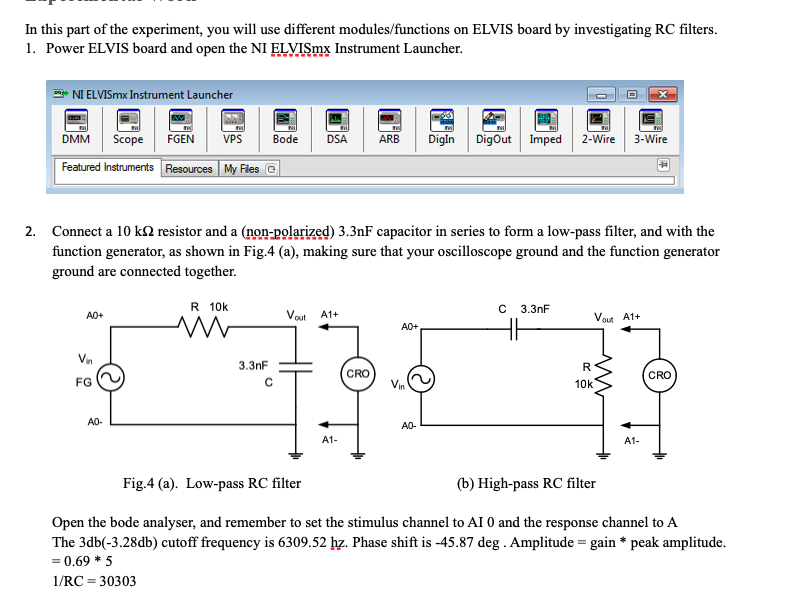 In this part of the experiment, you will use different modules/functions on ELVIS board by investigating RC filters.
1. Power ELVIS board and open the NI ELVISmx Instrument Launcher.
NI ELVISmx Instrument Launcher
DMM Scope FGEN VPS Bode DSA ARB DigIn DigOut Imped 2-Wire 3-Wire
Featured Instruments Resources My Files
2. Connect a 10 kΩ resistor and a (non-polarized) 3.3nF capacitor in series to form a low-pass filter, and with the
function generator, as shown in Fig.4 (a), making sure that your oscilloscope ground and the function generator
ground are connected together.
A0+ R 10k Vout A1+
Vin
FG
3.3nF
C
CRO
A0-
A1-
C 3.3nF
A0+ Vout A1+
Vin
R
10k
CRO
A0-
A1-
Fig.4 (a). Low-pass RC filter (b) High-pass RC filter
Open the bode analyser, and remember to set the stimulus channel to AI 0 and the response channel to A
The 3db(-3.28db) cutoff frequency is 6309.52 hz. Phase shift is -45.87 deg . Amplitude = gain * peak amplitude.
= 0.69 * 5
1/RC = 30303